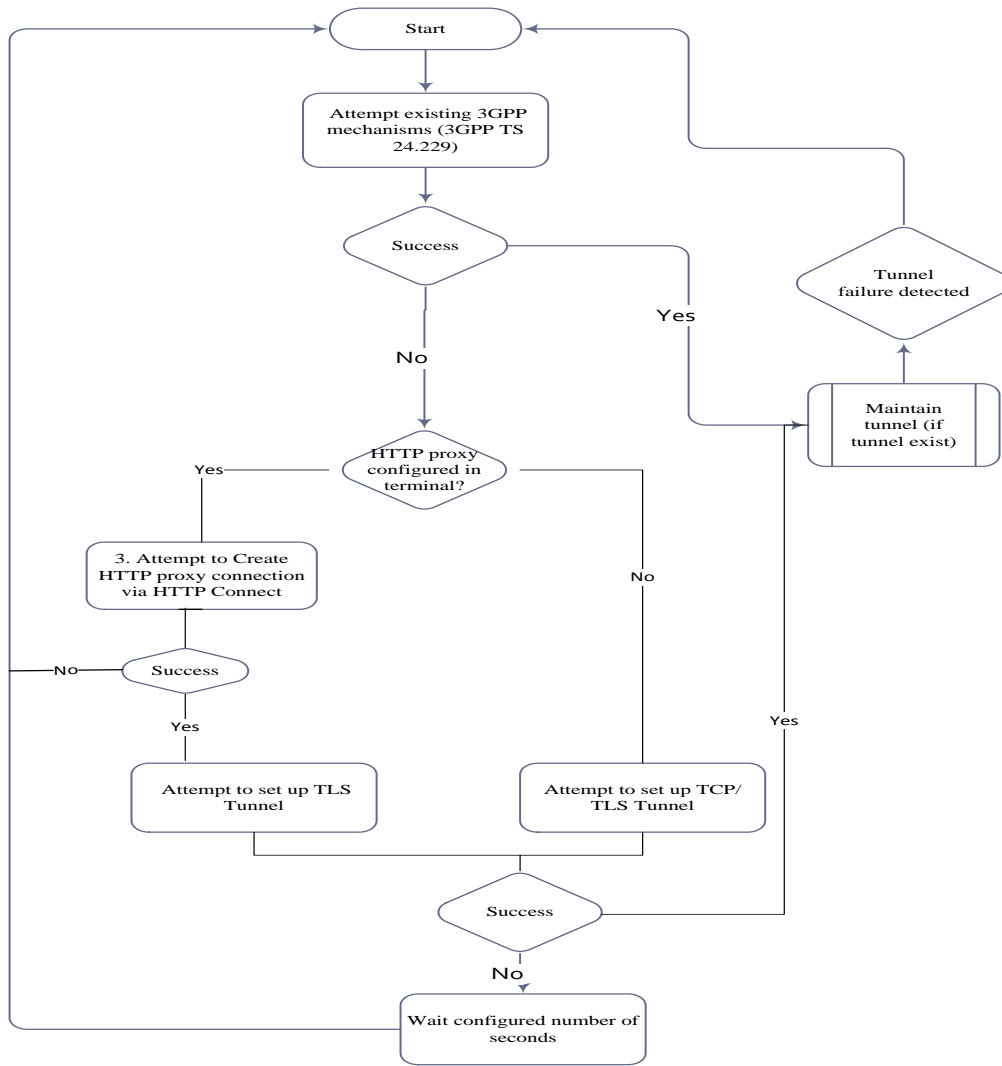 Start
Attempt existing 3GPP
mechanisms (3GPP TS
24.229)
Success
Tunnel
failure detected
Yes
No
Maintain
tunnel (if
tunnel exist)
HTTP proxy
configured in
terminal?
Yes
3. Attempt to Create
HTTP proxy connection
via HTTP Connect
No
No
Success
Yes
Yes
Attempt to set up TLS
Tunnel
Attempt to set up TCP/
TLS Tunnel
Success
No
Wait configured number of
seconds